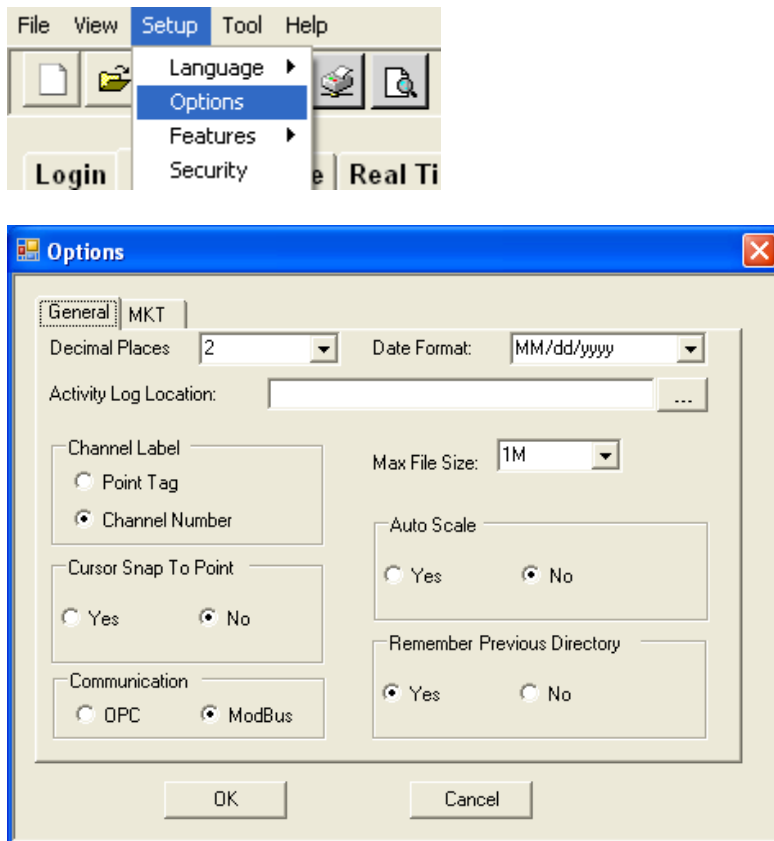 File View Setup Tool Help
Language
Options
Features
Security
Login e Real Ti
Options
General MKT
Decimal Places 2 Date Format: MM/dd/yyyy
Activity Log Location: ...
Channel Label
Max File Size: 1M
Point Tag
Channel Number
Auto Scale
Cursor Snap To Point
Yes No
Yes No
Remember Previous Directory
Communication
Yes No
OPC ModBus
OK Cancel